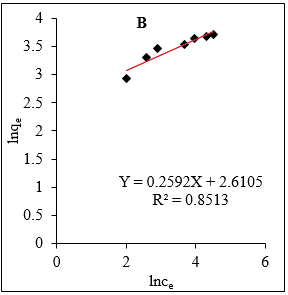 B
4
3.5
3
2.5
2
1.5
1
0.5
0
lnqe
Y = 0.2592X + 2.6105
R² = 0.8513
0 2 4 6
lnce